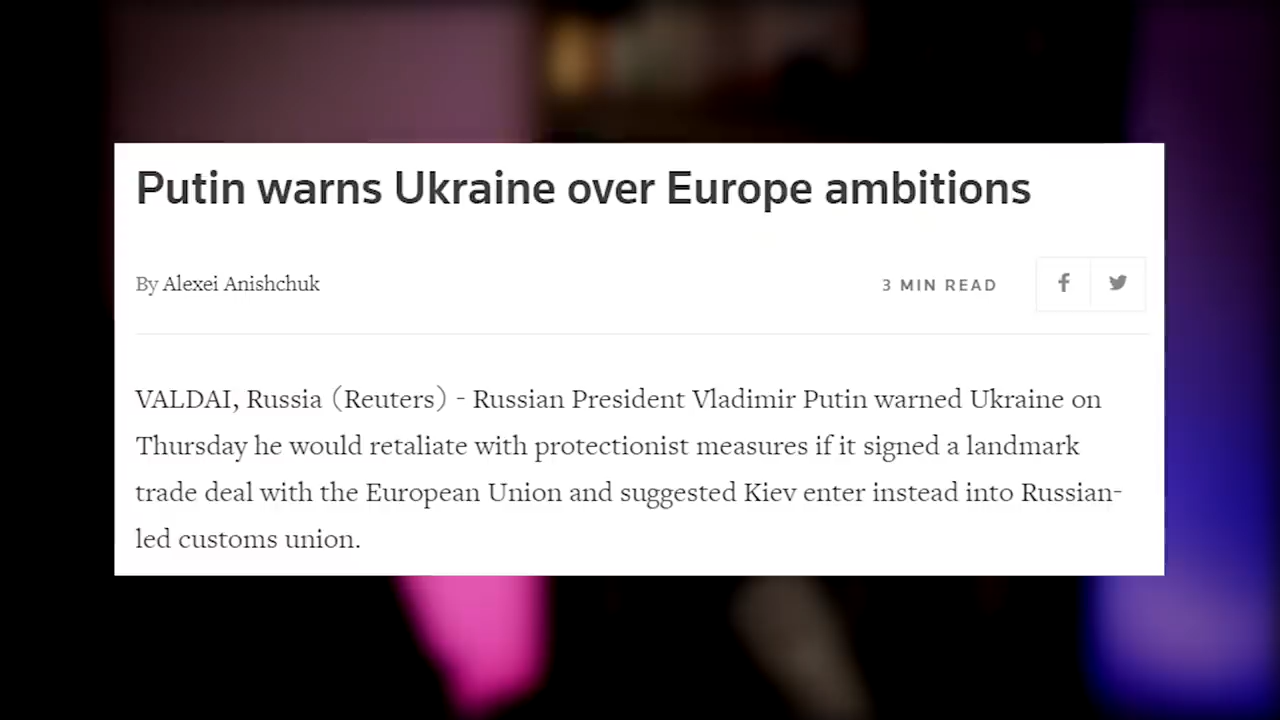 Putin warns Ukraine over Europe ambitions
By Alexei Anishchuk
3 MIN READ
VALDAI, Russia (Reuters) - Russian President Vladimir Putin warned Ukraine on
Thursday he would retaliate with protectionist measures if it signed a landmark
trade deal with the European Union and suggested Kiev enter instead into Russian-
led customs union.